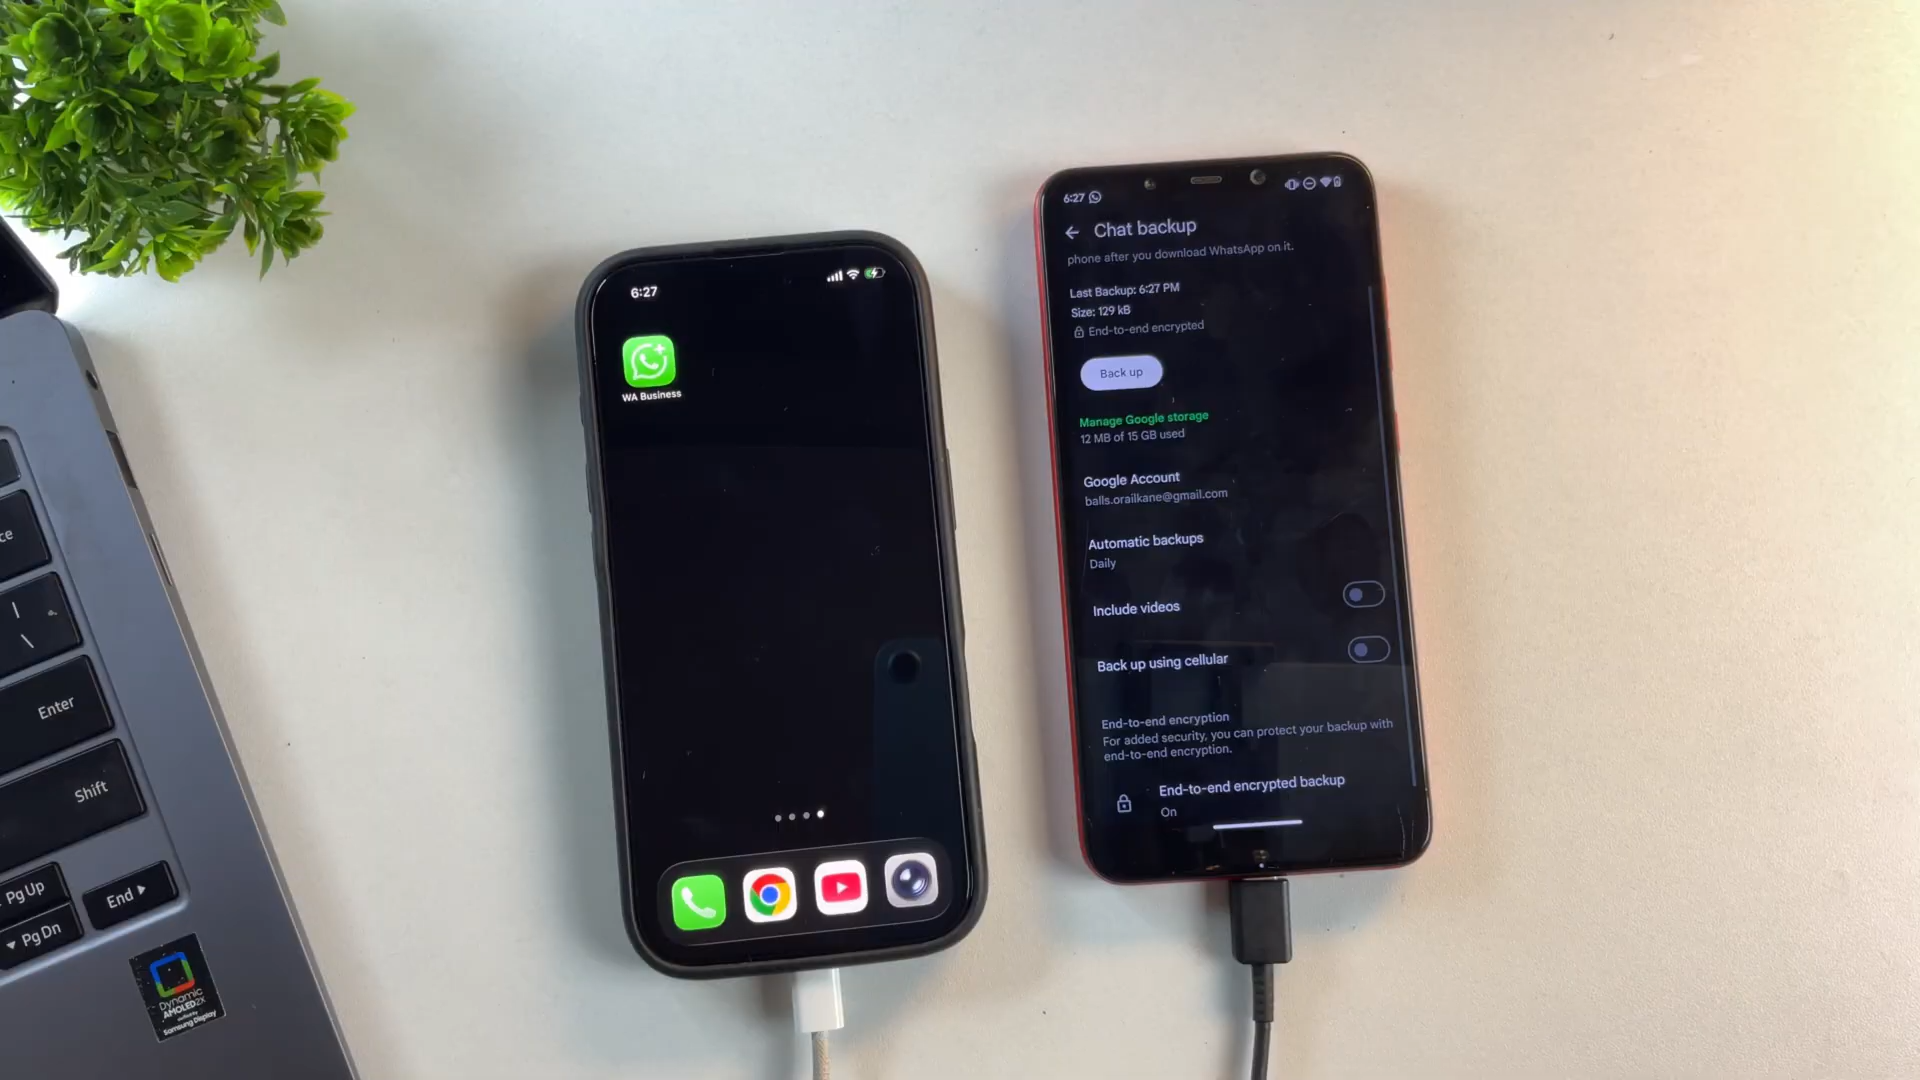 6:27
WA Business
6:27
Chat backup
phone after you download WhatsApp on it.
Last Backup: 6:27 PM
Size: 129 kB
End-to-end encrypted
Back up
Manage Google storage
12 MB of 15 GB used
Google Account
balls.orailkane@gmail.com
Automatic backups
Daily
Include videos
Back up using cellular
End-to-end encryption
For added security, you can protect your backup with
end-to-end encryption.
End-to-end encrypted backup
On
ce
|
\
Enter
Shift
Pg Up
End
Pg Dn
Dynamic
AMOLED 2X
Samsung Display